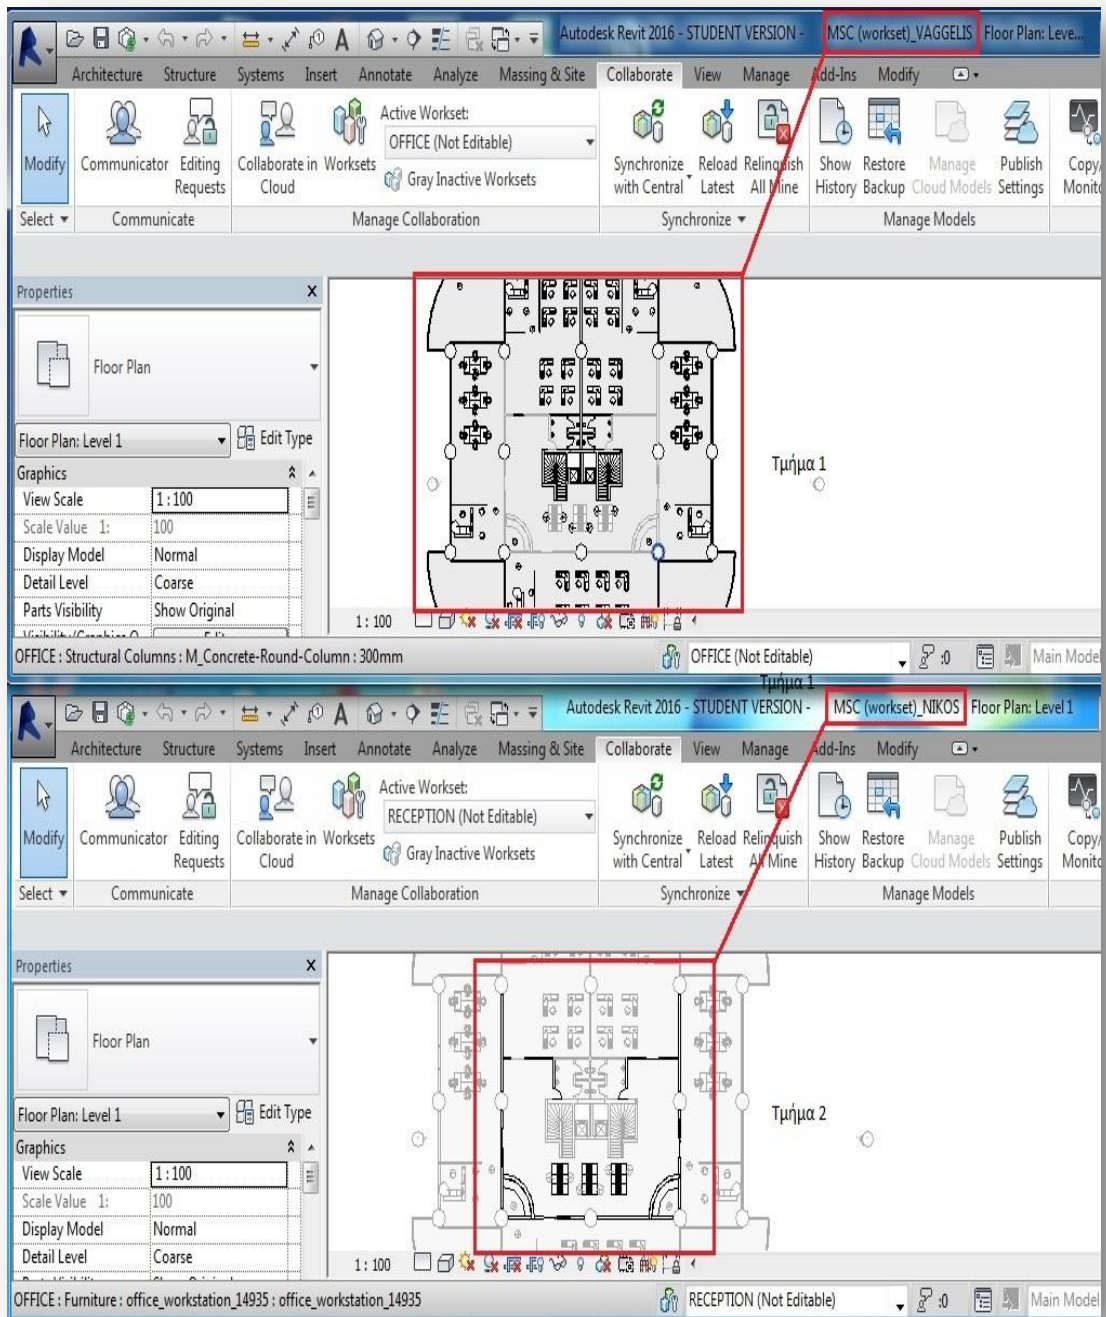 Autodesk Revit 2016 - STUDENT VERSION - MSC (workset)_VAGGELIS Floor Plan: Leve...
Architecture Structure Systems Insert Annotate Analyze Massing & Site Collaborate View Manage Add-Ins Modify
Modify
Communicator
Editing Requests
Collaborate in Cloud
Worksets
Active Workset:
OFFICE (Not Editable)
Gray Inactive Worksets
Synchronize with Central
Reload Latest
Relinquish All Mine
Show History
Restore Backup
Manage Cloud Models
Publish Settings
Copy/
Select Communicate Manage Collaboration Synchronize Manage Models
Properties X
Floor Plan
Floor Plan: Level 1 Edit Type
Graphics
View Scale 1 : 100
Scale Value 1: 100
Display Model Normal
Detail Level Coarse
Parts Visibility Show Original
Τμήμα 1
1 : 100
OFFICE : Structural Columns : M_Concrete-Round-Column : 300mm
OFFICE (Not Editable) :0 Main Model
Τμήμα 1
Autodesk Revit 2016 - STUDENT VERSION - MSC (workset)_NIKOS Floor Plan: Level 1
Architecture Structure Systems Insert Annotate Analyze Massing & Site Collaborate View Manage Add-Ins Modify
Modify
Communicator
Editing Requests
Collaborate in Cloud
Worksets
Active Workset:
RECEPTION (Not Editable)
Gray Inactive Worksets
Synchronize with Central
Reload Latest
Relinquish All Mine
Show History
Restore Backup
Manage Cloud Models
Publish Settings
Copy/
Select Communicate Manage Collaboration Synchronize Manage Models
Properties X
Floor Plan
Floor Plan: Level 1 Edit Type
Graphics
View Scale 1 : 100
Scale Value 1: 100
Display Model Normal
Detail Level Coarse
Τμήμα 2
1 : 100
OFFICE : Furniture : office_workstation_14935 : office_workstation_14935
RECEPTION (Not Editable) :0 Main Model